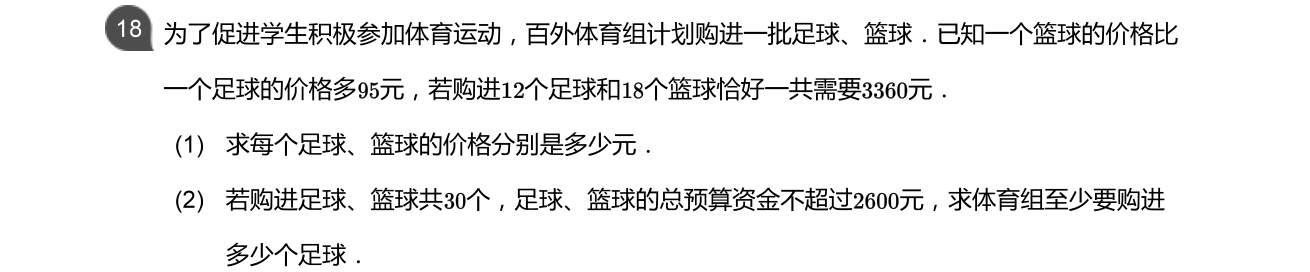 18 为了促进学生积极参加体育运动，百外体育组计划购进一批足球、篮球．已知一个篮球的价格比
一个足球的价格多95元，若购进12个足球和18个篮球恰好一共需要3360元．
(1) 求每个足球、篮球的价格分别是多少元．
(2) 若购进足球、篮球共30个，足球、篮球的总预算资金不超过2600元，求体育组至少要购进
多少个足球．